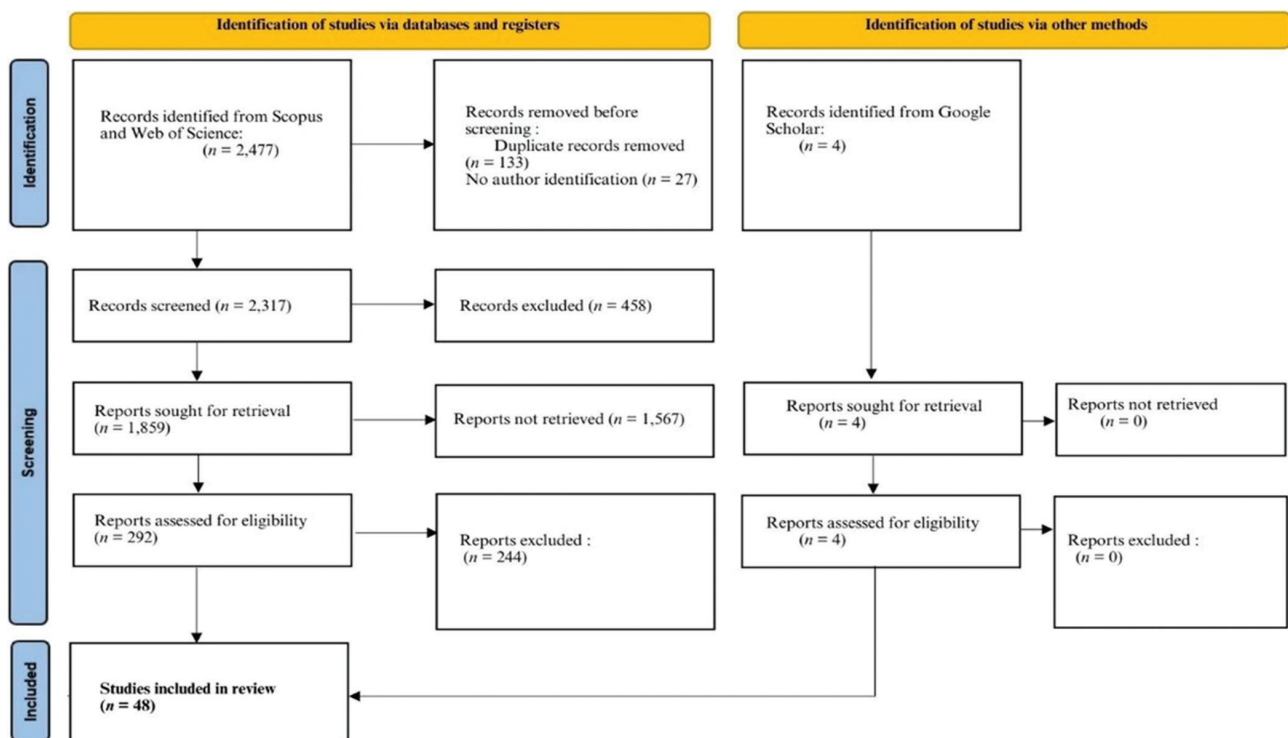 Identification of studies via databases and registers
Identification of studies via other methods
Identification
Records identified from Scopus
and Web of Science:
(n = 2,477)
Records removed before
screening :
Duplicate records removed
(n = 133)
No author identification (n = 27)
Records identified from Google
Scholar:
(n = 4)
Screening
Records screened (n = 2,317)
Records excluded (n = 458)
Reports sought for retrieval
(n = 1,859)
Reports not retrieved (n = 1,567)
Reports sought for retrieval
(n = 4)
Reports not retrieved
(n = 0)
Reports assessed for eligibility
(n = 292)
Reports excluded :
(n = 244)
Reports assessed for eligibility
(n = 4)
Reports excluded :
(n = 0)
Included
Studies included in review
(n = 48)